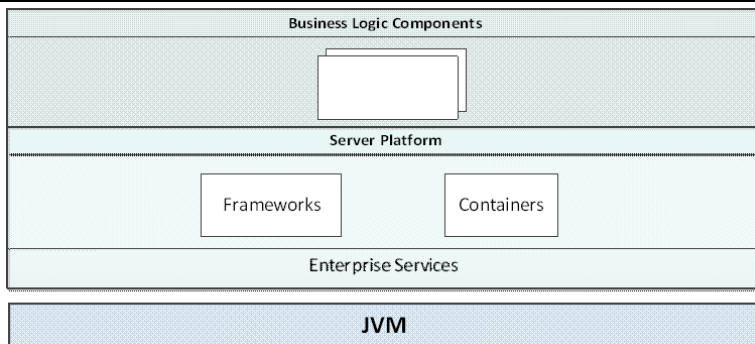 Business Logic Components
Server Platform
Frameworks
Containers
Enterprise Services
JVM